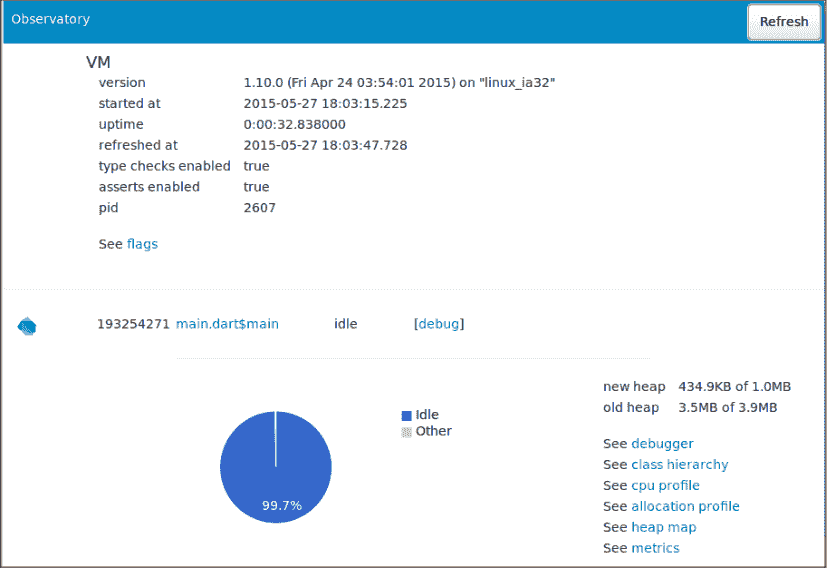 Observatory
Refresh
VM
version 1.10.0 (Fri Apr 24 03:54:01 2015) on "linux_ia32"
started at 2015-05-27 18:03:15.225
uptime 0:00:32.838000
refreshed at 2015-05-27 18:03:47.728
type checks enabled true
asserts enabled true
pid 2607
See flags
193254271 main.dart$main idle [debug]
new heap 434.9KB of 1.0MB
old heap 3.5MB of 3.9MB
Idle
Other
99.7%
See debugger
See class hierarchy
See cpu profile
See allocation profile
See heap map
See metrics